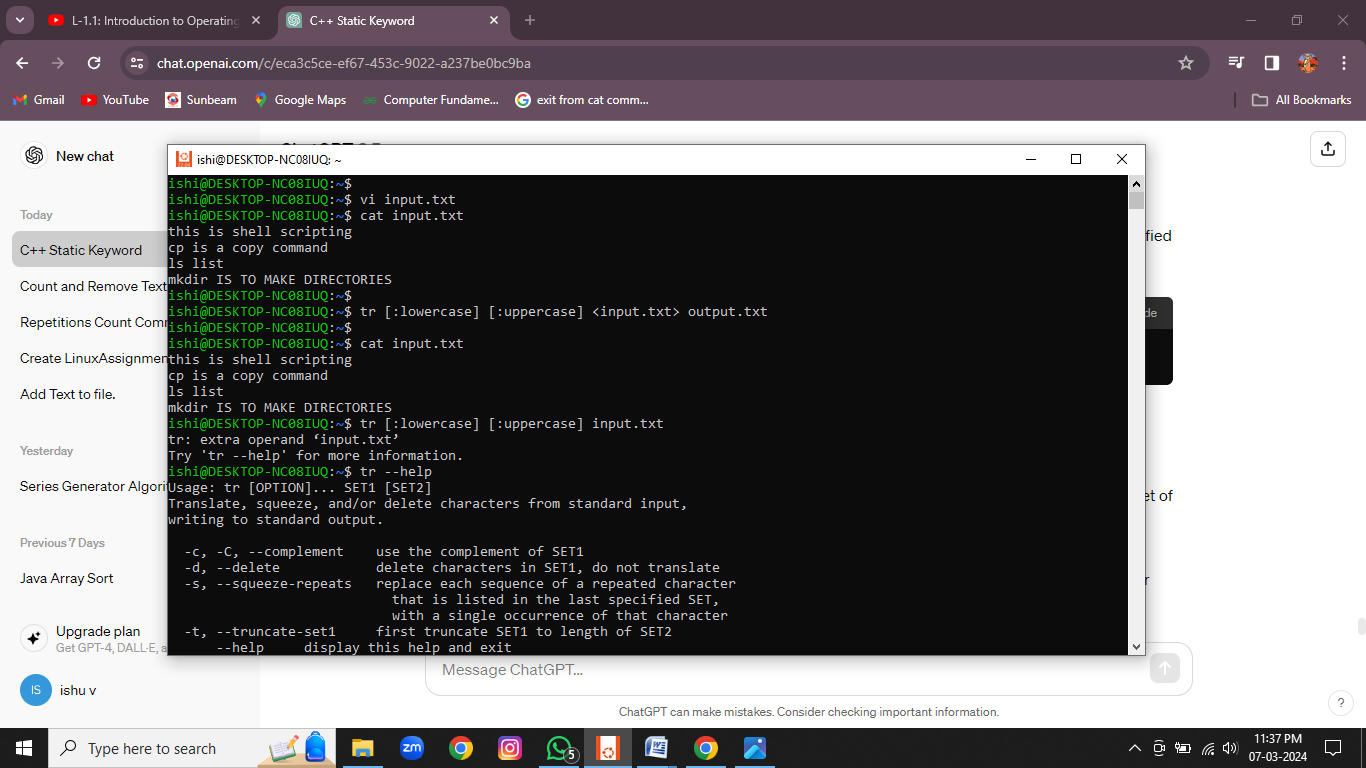 L-1.1: Introduction to Operating
C++ Static Keyword
chat.openai.com/c/eca3c5ce-ef67-453c-9022-a237be0bc9ba
Gmail
YouTube
Sunbeam
Google Maps
Computer Fundame...
exit from cat comm...
All Bookmarks
New chat
Today
C++ Static Keyword
Count and Remove Text
Repetitions Count Com
Create LinuxAssignmen
Add Text to file.
Yesterday
Series Generator Algori
Previous 7 Days
Java Array Sort
Upgrade plan
Get GPT-4, DALL·E, a
IS
ishu v
ishi@DESKTOP-NC08IUQ: ~
ishi@DESKTOP-NC08IUQ:~$
ishi@DESKTOP-NC08IUQ:~$ vi input.txt
ishi@DESKTOP-NC08IUQ:~$ cat input.txt
this is shell scripting
cp is a copy command
ls list
mkdir IS TO MAKE DIRECTORIES
ishi@DESKTOP-NC08IUQ:~$
ishi@DESKTOP-NC08IUQ:~$ tr [:lowercase] [:uppercase] <input.txt> output.txt
ishi@DESKTOP-NC08IUQ:~$
ishi@DESKTOP-NC08IUQ:~$ cat input.txt
this is shell scripting
cp is a copy command
ls list
mkdir IS TO MAKE DIRECTORIES
ishi@DESKTOP-NC08IUQ:~$ tr [:lowercase] [:uppercase] input.txt
tr: extra operand ‘input.txt’
Try 'tr --help' for more information.
ishi@DESKTOP-NC08IUQ:~$ tr --help
Usage: tr [OPTION]... SET1 [SET2]
Translate, squeeze, and/or delete characters from standard input,
writing to standard output.
-c, -C, --complement use the complement of SET1
-d, --delete delete characters in SET1, do not translate
-s, --squeeze-repeats replace each sequence of a repeated character
that is listed in the last specified SET,
with a single occurrence of that character
-t, --truncate-set1 first truncate SET1 to length of SET2
--help display this help and exit
ified
de
et of
Message ChatGPT...
ChatGPT can make mistakes. Consider checking important information.
?
Type here to search
zm
5
11:37 PM
07-03-2024